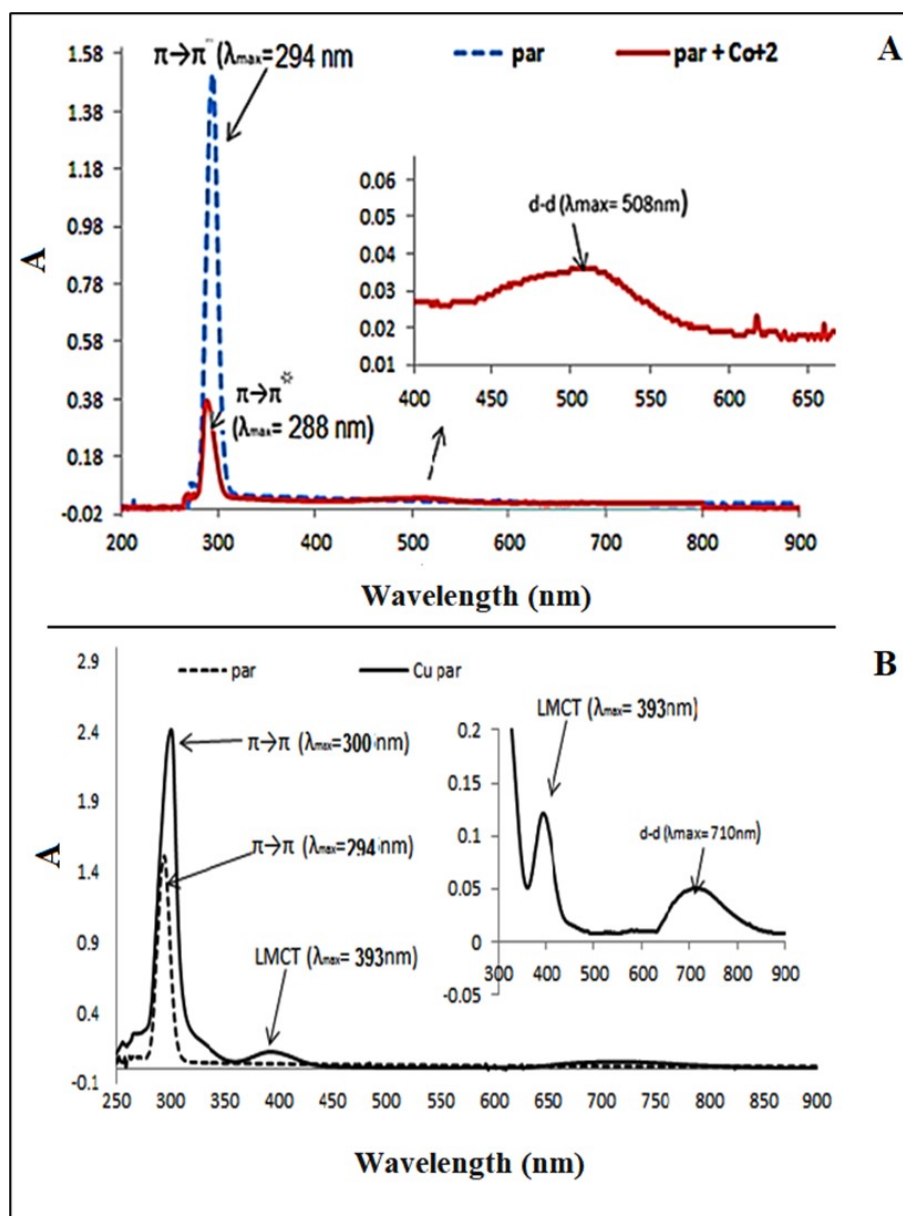 A
par
par + Co+2
π→π* (λmax= 294 nm
1.58
1.38
1.18
0.98
0.78
0.58
0.38
0.18
-0.02
A
π→π*
(λmax= 288 nm)
200 300 400 500 600 700 800 900
Wavelength (nm)
d-d (λmax= 508nm)
0.06
0.05
0.04
0.03
0.02
0.01
400 450 500 550 600 650
B
par
Cu par
2.9
2.4
1.9
1.4
0.9
0.4
-0.1
A
π→π (λmax= 300 nm)
π→π (λmax= 294 nm)
LMCT (λmax= 393nm)
250 300 350 400 450 500 550 600 650 700 750 800 850 900
Wavelength (nm)
LMCT (λmax= 393nm)
d-d (λmax=710nm)
0.2
0.15
0.1
0.05
0
-0.05
300 400 500 600 700 800 900